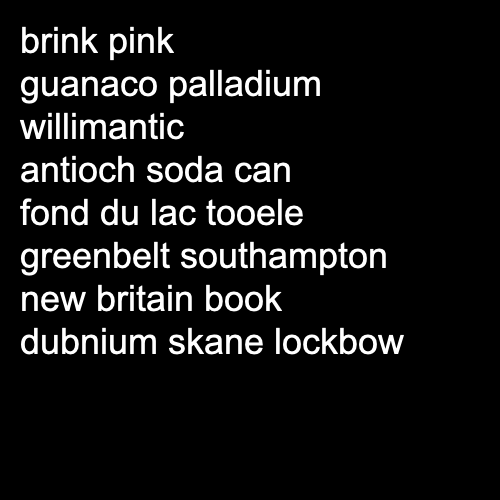 brink pink
guanaco palladium
willimantic
antioch soda can
fond du lac tooele
greenbelt southampton
new britain book
dubnium skane lockbow